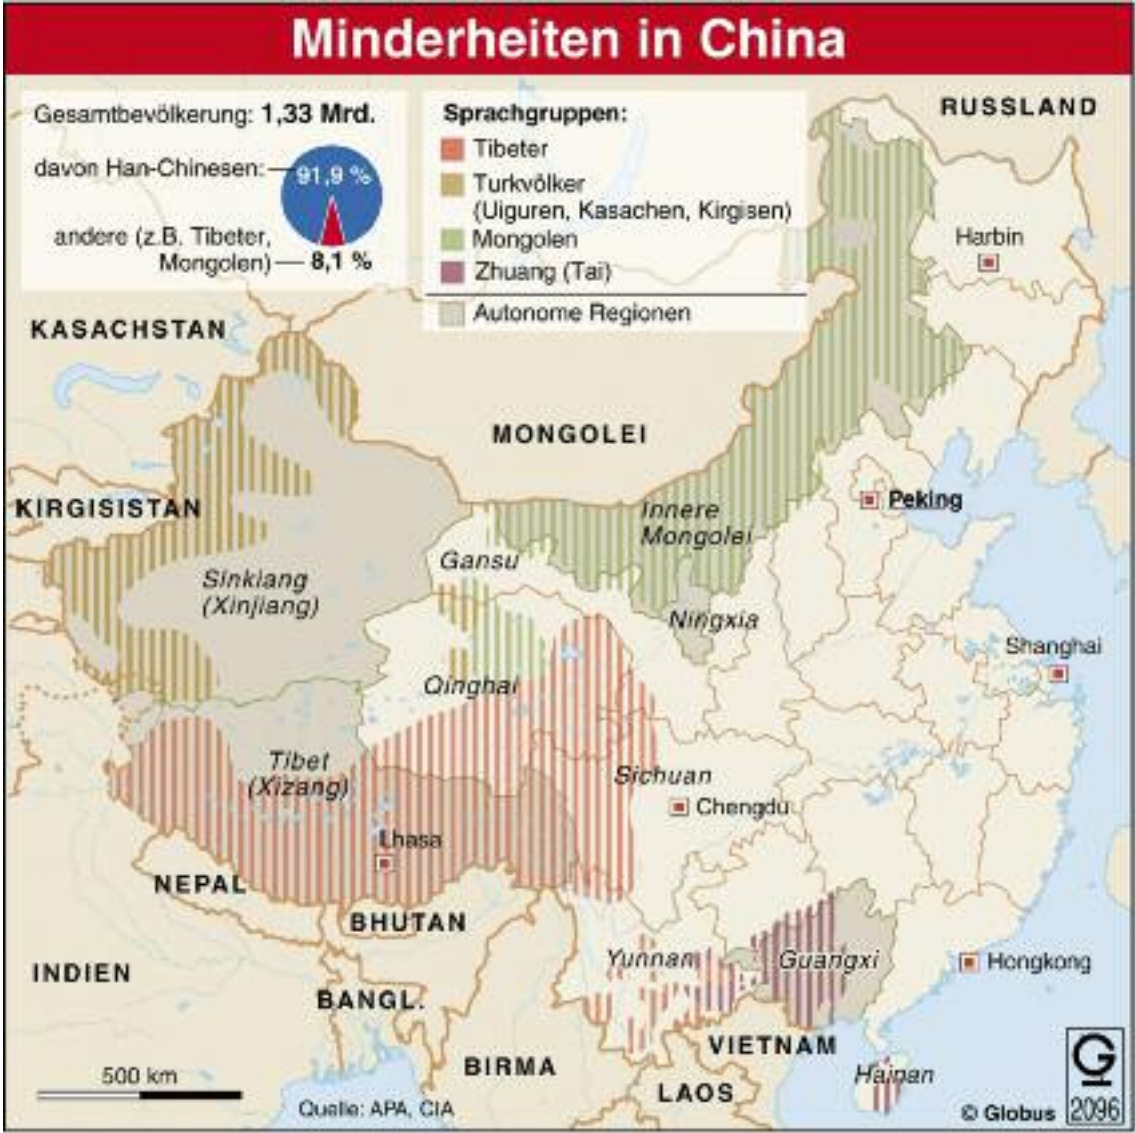 Minderheiten in China
Gesamtbevölkerung: 1,33 Mrd.
davon Han-Chinesen:
91,9 %
andere (z.B. Tibeter,
Mongolen)
8,1 %
Sprachgruppen:
Tibeter
Turkvölker
(Uiguren, Kasachen, Kirgisen)
Mongolen
Zhuang (Tai)
Autonome Regionen
RUSSLAND
Harbin
KASACHSTAN
MONGOLEI
KIRGISISTAN
Peking
Innere
Mongolei
Gansu
Sinkiang
(Xinjiang)
Ningxia
Shanghai
Qinghai
Tibet
(Xizang)
Sichuan
Chengdu
Lhasa
NEPAL
BHUTAN
Yunnan
Guangxi
Hongkong
INDIEN
BANGL.
VIETNAM
BIRMA
LAOS
Hainan
500 km
Quelle: APA, CIA
© Globus
G
2096